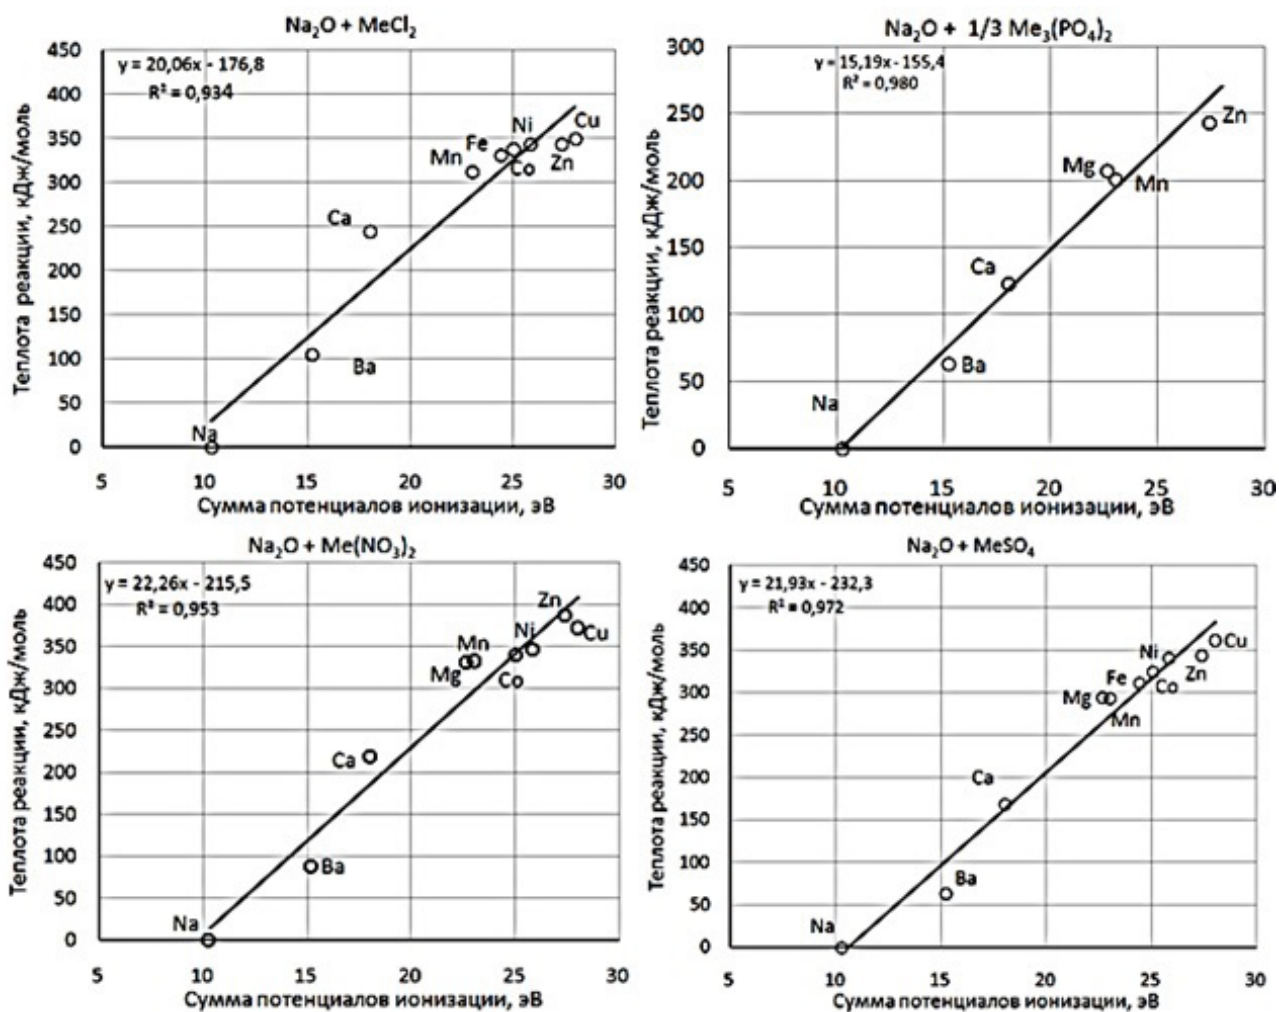 Na₂O + MeCl₂
y = 20,06x - 176,8
R² = 0,934
Теплота реакции, кДж/моль
450
400
350
300
250
200
150
100
50
0
Na
Ba
Ca
Mn
Fe
Ni
Co
Zn
Cu
5 10 15 20 25 30
Сумма потенциалов ионизации, эВ
Na₂O + 1/3 Me₃(PO₄)₂
y = 15,19x - 155,4
R² = 0,980
Теплота реакции, кДж/моль
300
250
200
150
100
50
0
Na
Ba
Ca
Mg
Mn
Zn
5 10 15 20 25 30
Сумма потенциалов ионизации, эВ
Na₂O + Me(NO₃)₂
y = 22,26x - 215,5
R² = 0,953
Теплота реакции, кДж/моль
450
400
350
300
250
200
150
100
50
0
Na
Ba
Ca
Mg
Mn
Co
Ni
Zn
Cu
5 10 15 20 25 30
Сумма потенциалов ионизации, эВ
Na₂O + MeSO₄
y = 21,93x - 232,3
R² = 0,972
Теплота реакции, кДж/моль
450
400
350
300
250
200
150
100
50
0
Na
Ba
Ca
Mg
Mn
Fe
Ni
Co
Zn
Cu
5 10 15 20 25 30
Сумма потенциалов ионизации, эВ